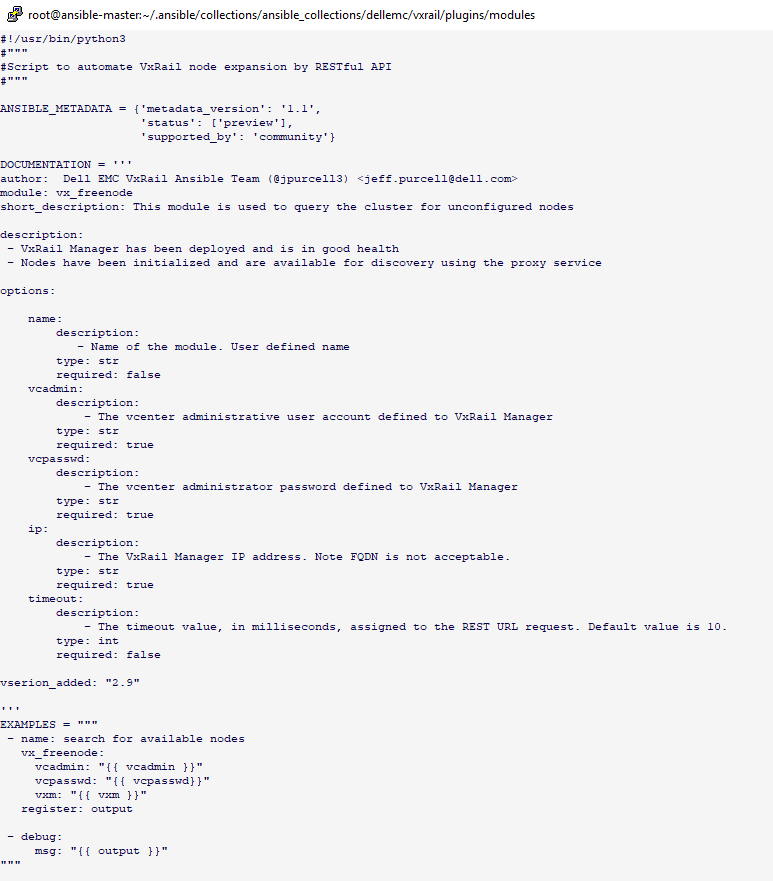 root@ansible-master:~/.ansible/collections/ansible_collections/dellemc/vxrail/plugins/modules
#!/usr/bin/python3
#"""
#Script to automate VxRail node expansion by RESTful API
#"""

ANSIBLE_METADATA = {'metadata_version': '1.1',
                    'status': ['preview'],
                    'supported_by': 'community'}

DOCUMENTATION = '''
author:  Dell EMC VxRail Ansible Team (@jpurcell3) <jeff.purcell@dell.com>
module: vx_freenode
short_description: This module is used to query the cluster for unconfigured nodes

description:
 - VxRail Manager has been deployed and is in good health
 - Nodes have been initialized and are available for discovery using the proxy service

options:

    name:
        description:
           - Name of the module. User defined name
        type: str
        required: false
    vcadmin:
        description:
            - The vcenter administrative user account defined to VxRail Manager
        type: str
        required: true
    vcpasswd:
        description:
            - The vcenter administrator password defined to VxRail Manager
        type: str
        required: true
    ip:
        description:
            - The VxRail Manager IP address. Note FQDN is not acceptable.
        type: str
        required: true
    timeout:
        description:
            - The timeout value, in milliseconds, assigned to the REST URL request. Default value is 10.
        type: int
        required: false

vserion_added: "2.9"

'''
EXAMPLES = """
 - name: search for available nodes
   vx_freenode:
     vcadmin: "{{ vcadmin }}"
     vcpasswd: "{{ vcpasswd}}"
     vxm: "{{ vxm }}"
   register: output

 - debug:
     msg: "{{ output }}"
"""